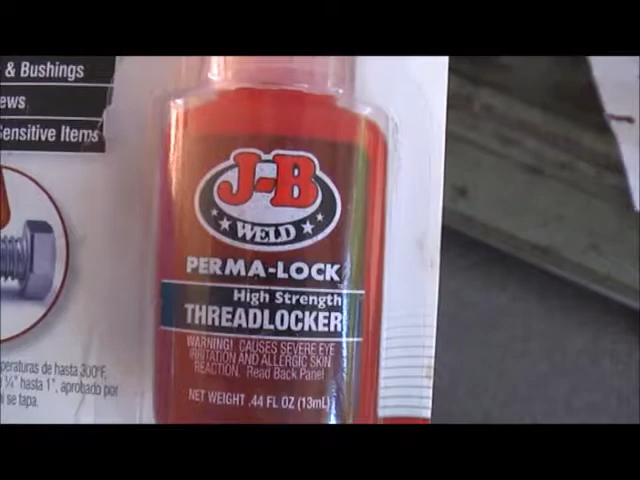 & Bushings
ews
Sensitive Items
J-B
WELD
PERMA-LOCK
High Strength
THREADLOCKER
WARNING! CAUSES SEVERE EYE
IRRITATION AND ALLERGIC SKIN
REACTION. Read Back Panel
NET WEIGHT .44 FL OZ (13mL
peraturas de hasta 300°F,
¼" hasta 1", aprobado por
se tapa.